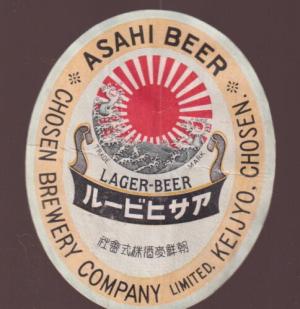 ASAHI BEER
TRADE MARK
LAGER-BEER
ルービヒサア
社會式株酒麥鮮朝
CHOSEN BREWERY COMPANY LIMITED. KEIJYO, CHOSEN.